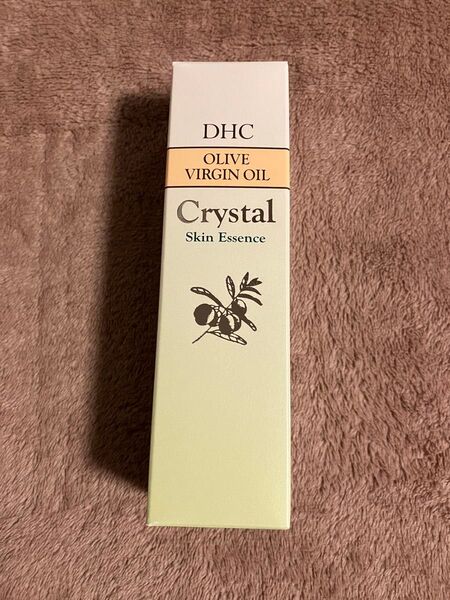 DHC
OLIVE
VIRGIN OIL
Crystal
Skin Essence